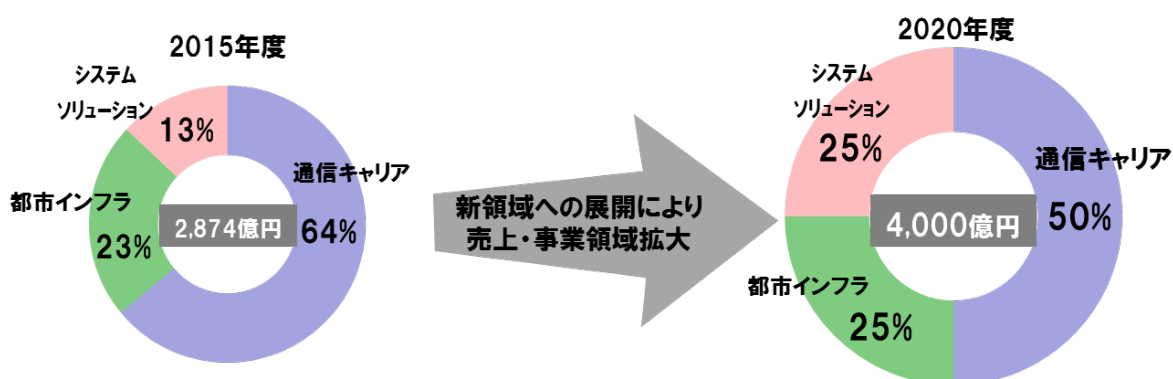 2015年度
システム
ソリューション
13%
通信キャリア
64%
都市インフラ
23%
2,874億円
新領域への展開により
売上・事業領域拡大
2020年度
システム
ソリューション
25%
通信キャリア
50%
4,000億円
都市インフラ
25%